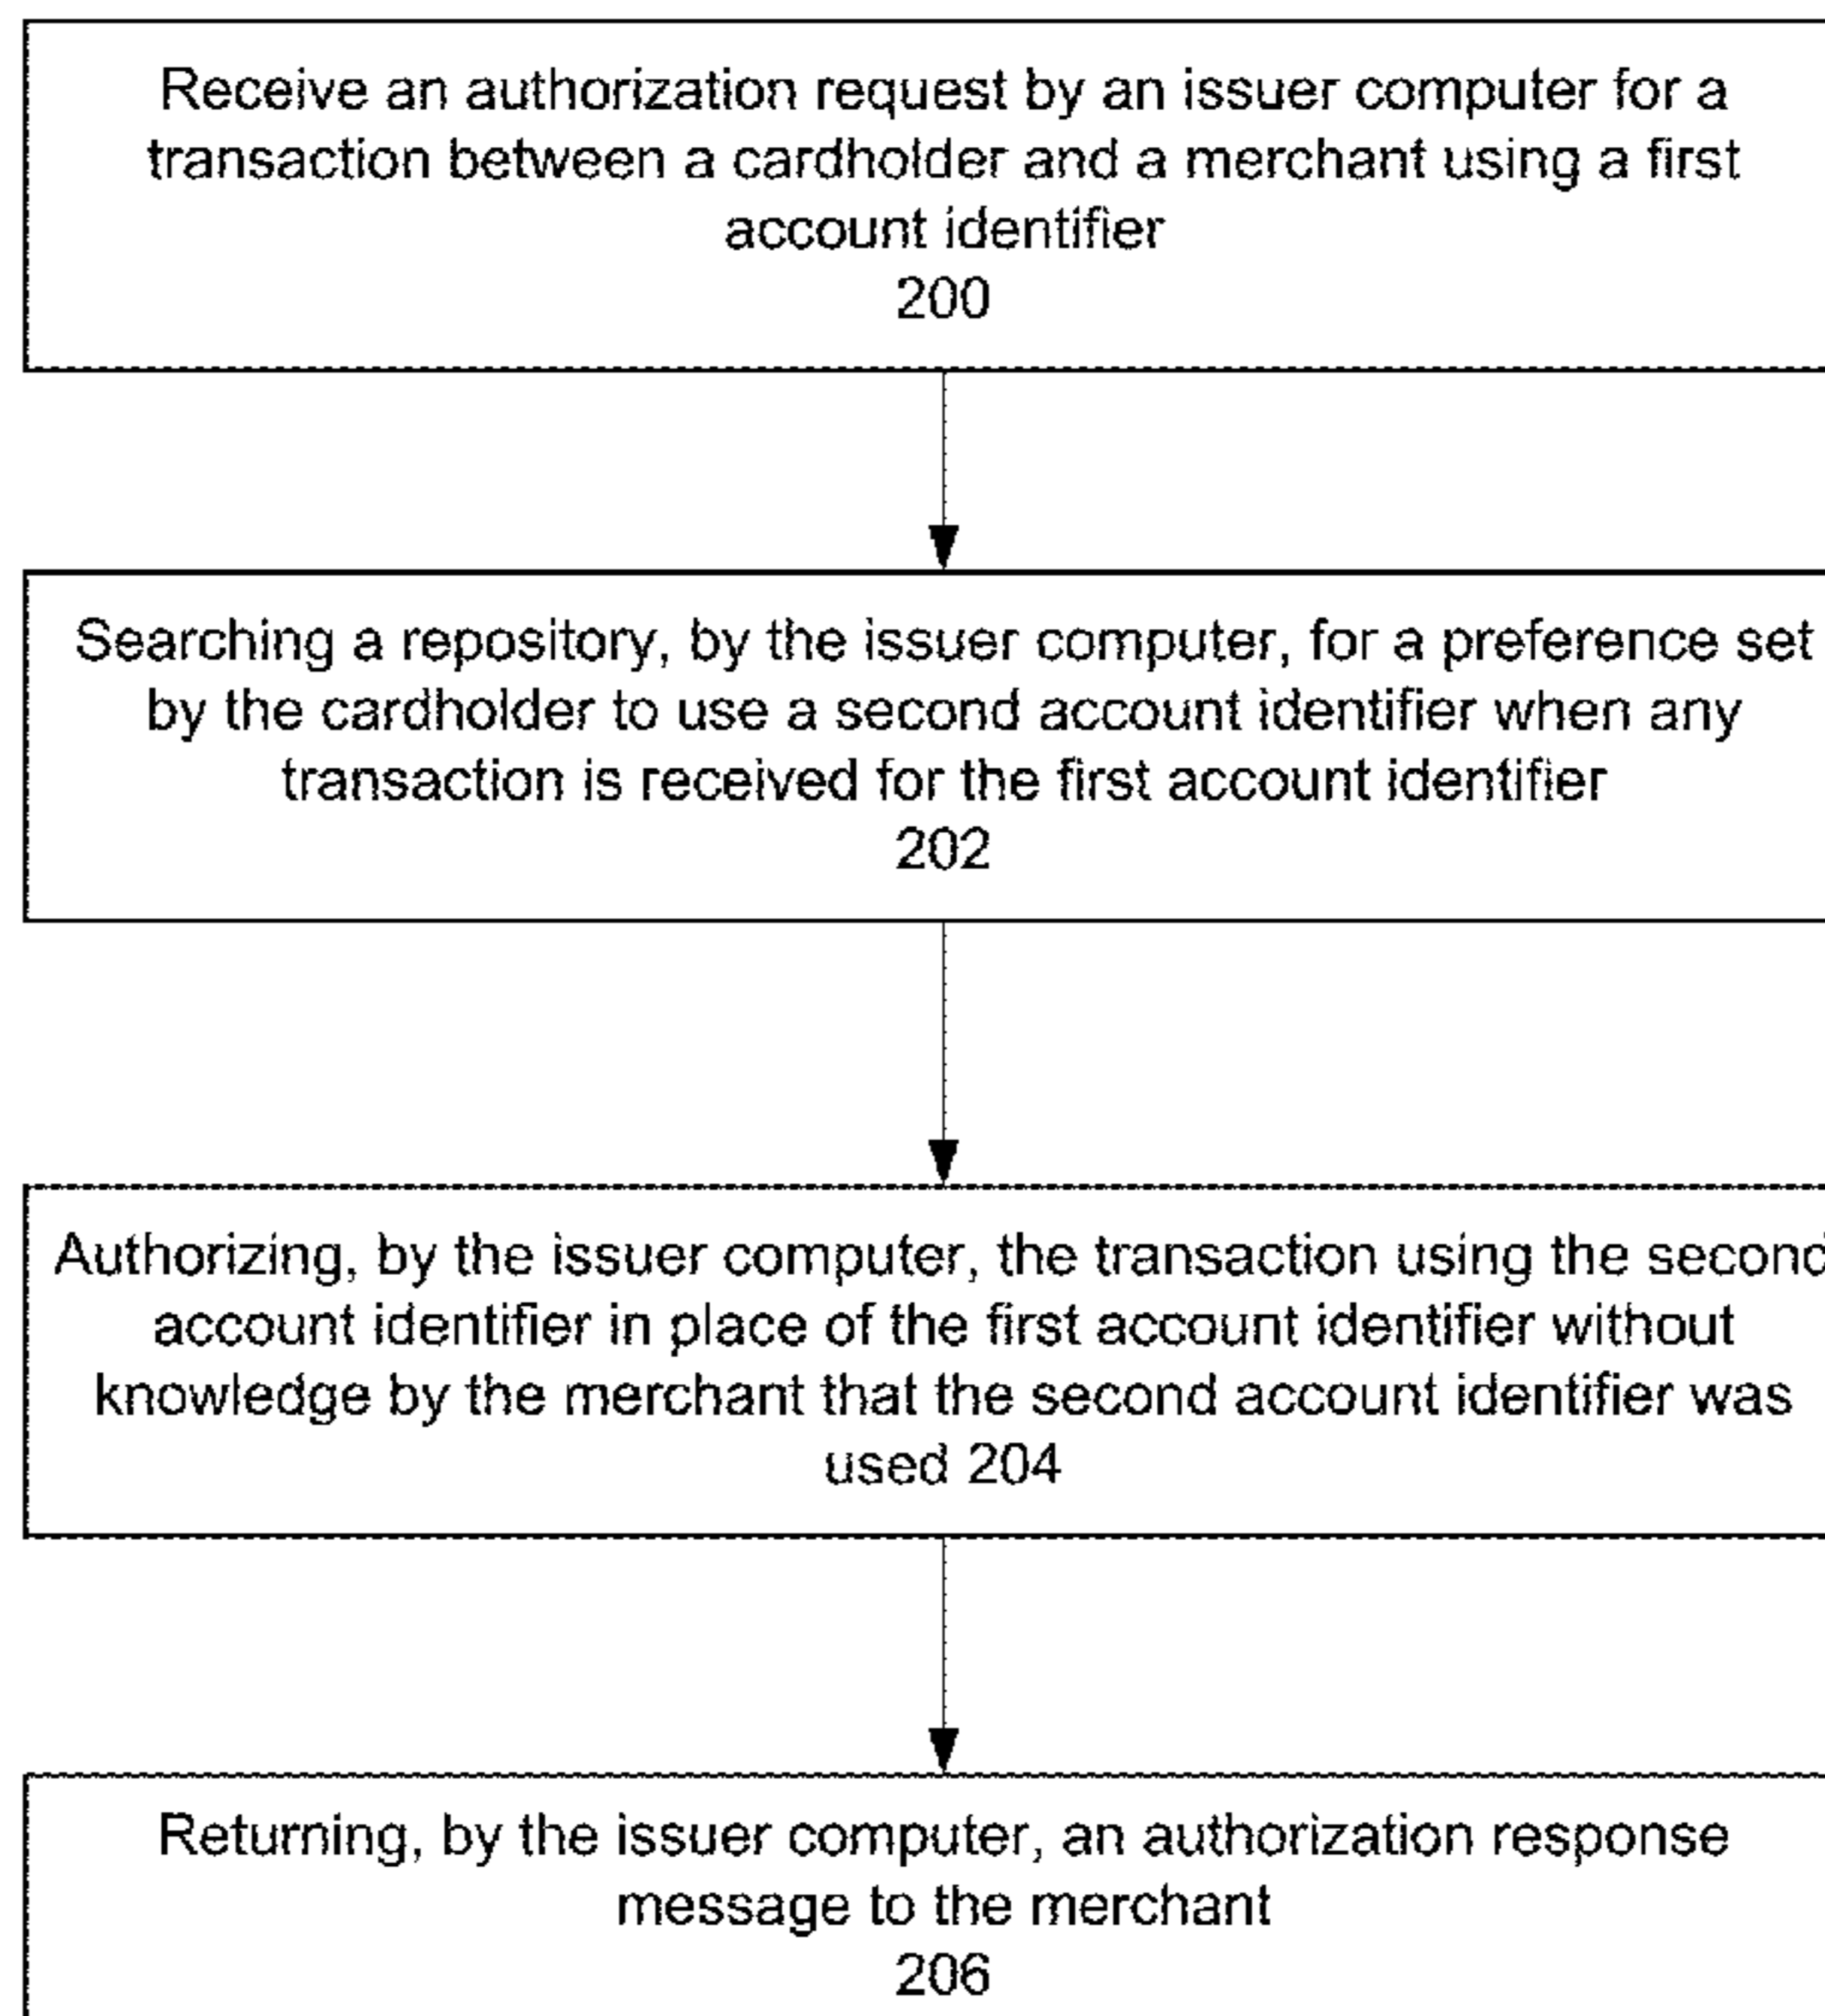 Receive an authorization request by an issuer computer for a
transaction between a cardholder and a merchant using a first
account identifier
200
Searching a repository, by the issuer computer, for a preference set
by the cardholder to use a second account identifier when any
transaction is received for the first account identifier
202
Authorizing, by the issuer computer, the transaction using the second
account identifier in place of the first account identifier without
knowledge by the merchant that the second account identifier was
used 204
Returning, by the issuer computer, an authorization response
message to the merchant
206